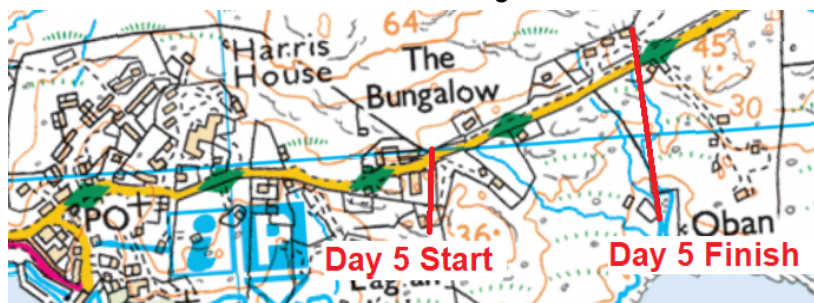 64
Harris
House
The
Bungalow
45
30
PO
36
Day 5 Start
Day 5 Finish
Oban